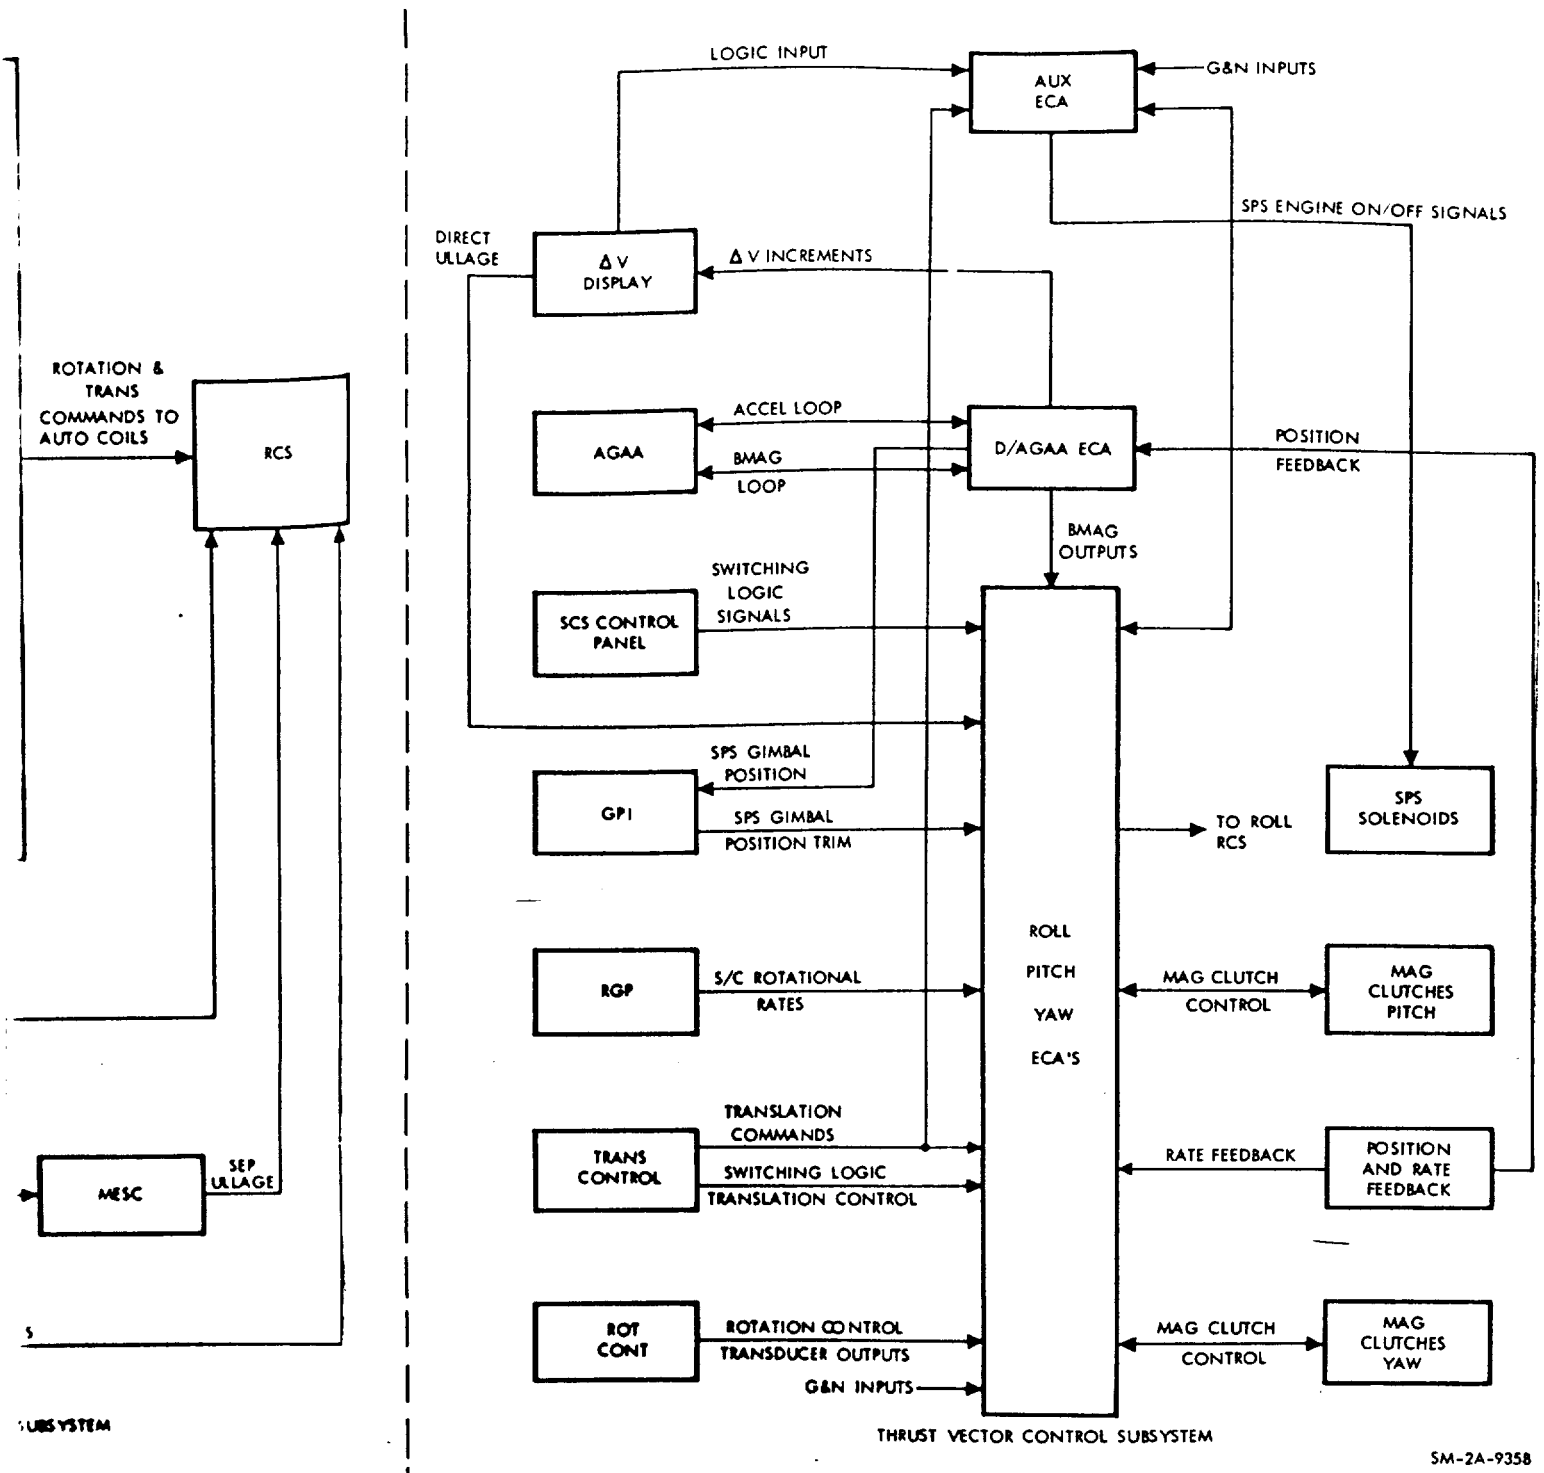 ROTATION &
TRANS
COMMANDS TO
AUTO COILS
RCS
SEP
ULLAGE
MESC
S
SUBSYSTEM
LOGIC INPUT
AUX
ECA
G&N INPUTS
SPS ENGINE ON/OFF SIGNALS
DIRECT
ULLAGE
Δ V
DISPLAY
Δ V INCREMENTS
AGAA
ACCEL LOOP
BMAG
LOOP
D/AGAA ECA
POSITION
FEEDBACK
BMAG
OUTPUTS
SCS CONTROL
PANEL
SWITCHING
LOGIC
SIGNALS
GPI
SPS GIMBAL
POSITION
SPS GIMBAL
POSITION TRIM
TO ROLL
RCS
SPS
SOLENOIDS
RGP
S/C ROTATIONAL
RATES
ROLL
PITCH
YAW
ECA'S
MAG CLUTCH
CONTROL
MAG
CLUTCHES
PITCH
TRANS
CONTROL
TRANSLATION
COMMANDS
SWITCHING LOGIC
TRANSLATION CONTROL
RATE FEEDBACK
POSITION
AND RATE
FEEDBACK
ROT
CONT
ROTATION CONTROL
TRANSDUCER OUTPUTS
G&N INPUTS
MAG CLUTCH
CONTROL
MAG
CLUTCHES
YAW
THRUST VECTOR CONTROL SUBSYSTEM
SM-2A-935B